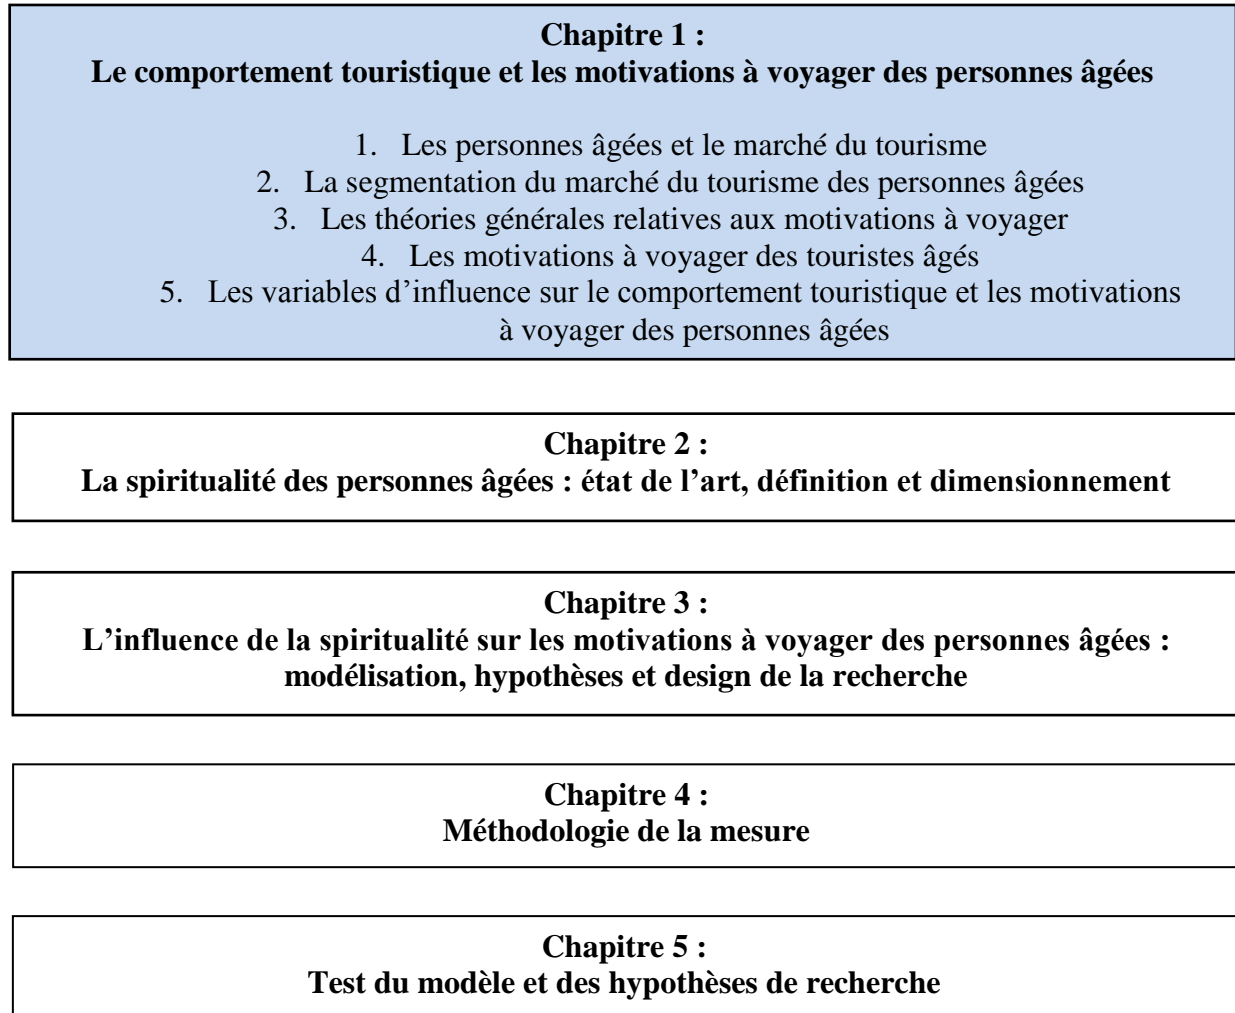 Chapitre 1 :
Le comportement touristique et les motivations à voyager des personnes âgées
1. Les personnes âgées et le marché du tourisme
2. La segmentation du marché du tourisme des personnes âgées
3. Les théories générales relatives aux motivations à voyager
4. Les motivations à voyager des touristes âgés
5. Les variables d’influence sur le comportement touristique et les motivations
à voyager des personnes âgées
Chapitre 2 :
La spiritualité des personnes âgées : état de l’art, définition et dimensionnement
Chapitre 3 :
L’influence de la spiritualité sur les motivations à voyager des personnes âgées :
modélisation, hypothèses et design de la recherche
Chapitre 4 :
Méthodologie de la mesure
Chapitre 5 :
Test du modèle et des hypothèses de recherche